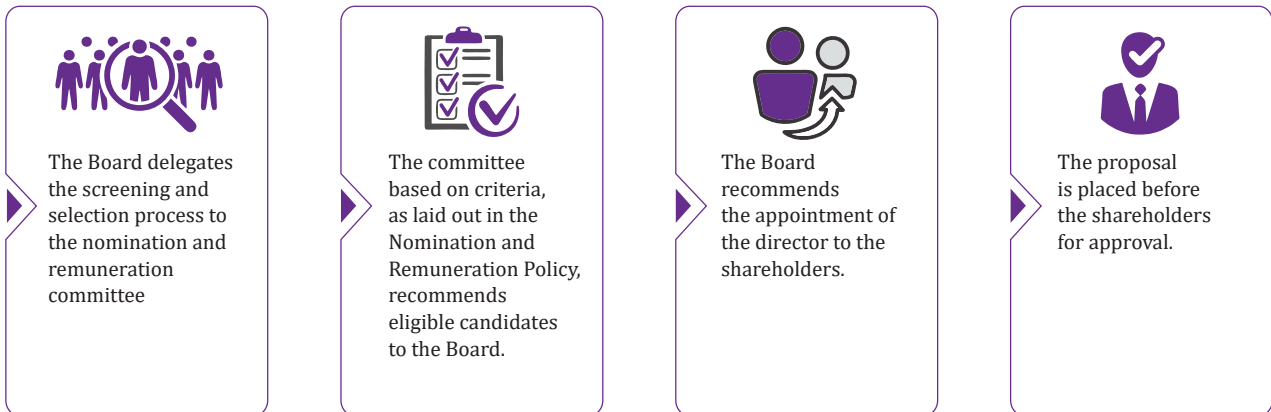 The Board delegates
the screening and
selection process to
the nomination and
remuneration
committee
The committee
based on criteria,
as laid out in the
Nomination and
Remuneration Policy,
recommends
eligible candidates
to the Board.
The Board
recommends
the appointment of
the director to the
shareholders.
The proposal
is placed before
the shareholders
for approval.